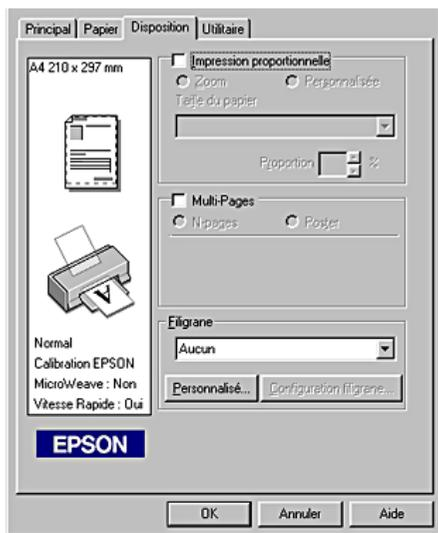 Principal Papier Disposition Utilitaire
A4 210 x 297 mm
Normal
Calibration EPSON
MicroWeave : Non
Vitesse Rapide : Oui
EPSON
Impression proportionnelle
Zoom Personnalisée
Taille du papier
Proportion %
Multi-Pages
N-pages Poster
Filigrane
Aucun
Personnalisé... Configuration filigrane...
OK Annuler Aide